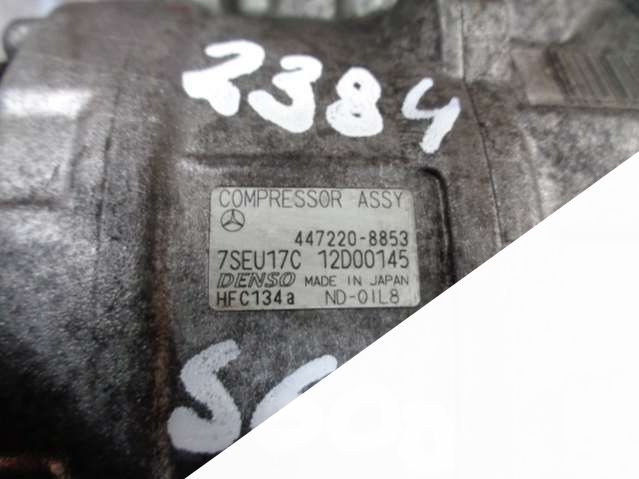 2384
COMPRESSOR ASSY
447220-8853
7SEU17C 12D00145
DENSO MADE IN JAPAN
HFC134a ND-OIL8